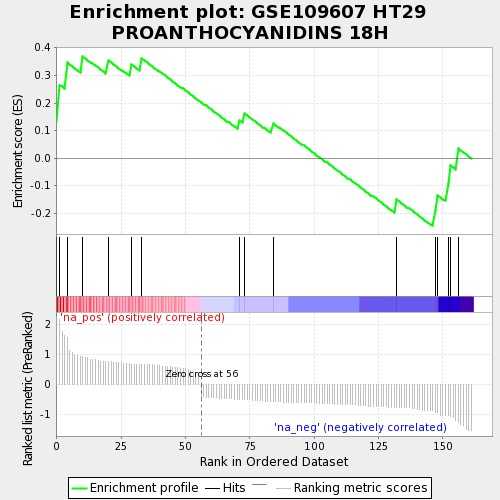 Enrichment plot: GSE109607 HT29
PROANTHOCYANIDINS 18H
Enrichment score (ES)
0.4
0.3
0.2
0.1
0.0
-0.1
-0.2
'na_pos' (positively correlated)
Ranked list metric (PreRanked)
2
1
0
-1
Zero cross at 56
'na_neg' (negatively correlated)
0
25
50
75
100
125
150
Rank in Ordered Dataset
Enrichment profile
Hits
Ranking metric scores